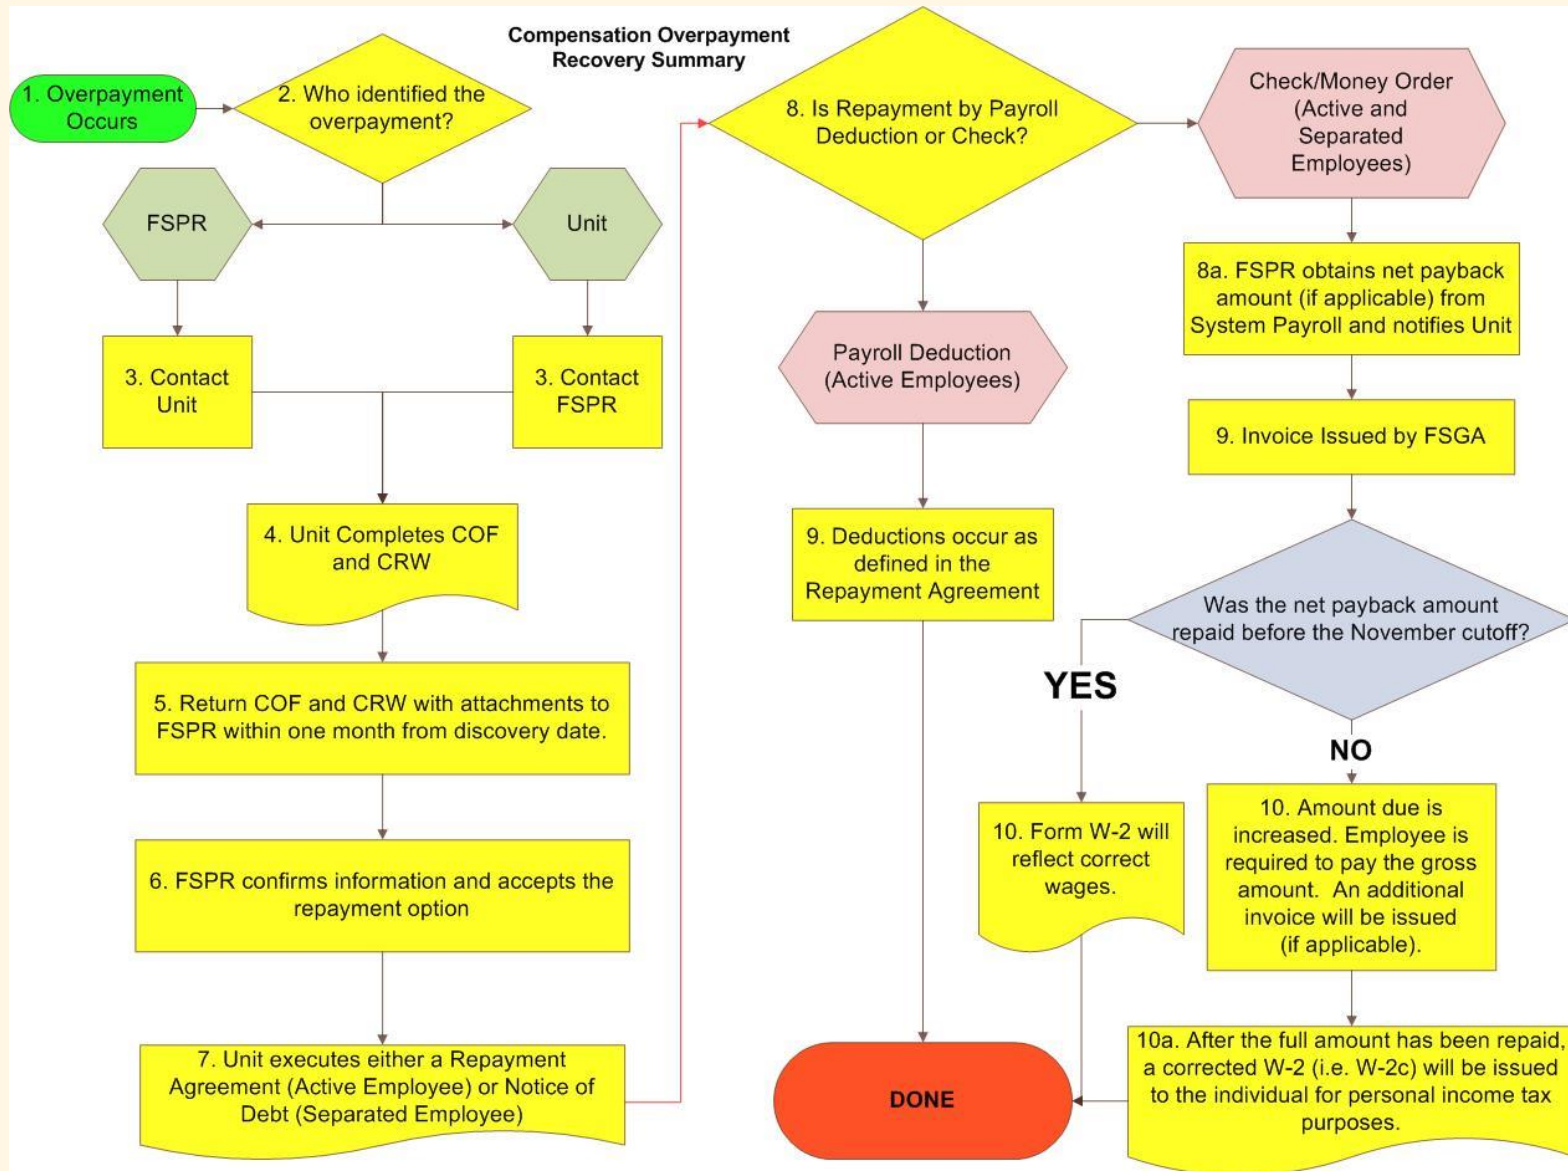 Compensation Overpayment
Recovery Summary
1. Overpayment
Occurs
2. Who identified the
overpayment?
FSPR
Unit
3. Contact
Unit
3. Contact
FSPR
4. Unit Completes COF
and CRW
5. Return COF and CRW with attachments to
FSPR within one month from discovery date.
6. FSPR confirms information and accepts the
repayment option
7. Unit executes either a Repayment
Agreement (Active Employee) or Notice of
Debt (Separated Employee)
8. Is Repayment by Payroll
Deduction or Check?
Payroll Deduction
(Active Employees)
9. Deductions occur as
defined in the
Repayment Agreement
Check/Money Order
(Active and
Separated
Employees)
8a. FSPR obtains net payback
amount (if applicable) from
System Payroll and notifies Unit
9. Invoice Issued by FSGA
Was the net payback amount
repaid before the November cutoff?
YES
NO
10. Form W-2 will
reflect correct
wages.
10. Amount due is
increased. Employee is
required to pay the gross
amount. An additional
invoice will be issued
(if applicable).
10a. After the full amount has been repaid,
a corrected W-2 (i.e. W-2c) will be issued
to the individual for personal income tax
purposes.
DONE